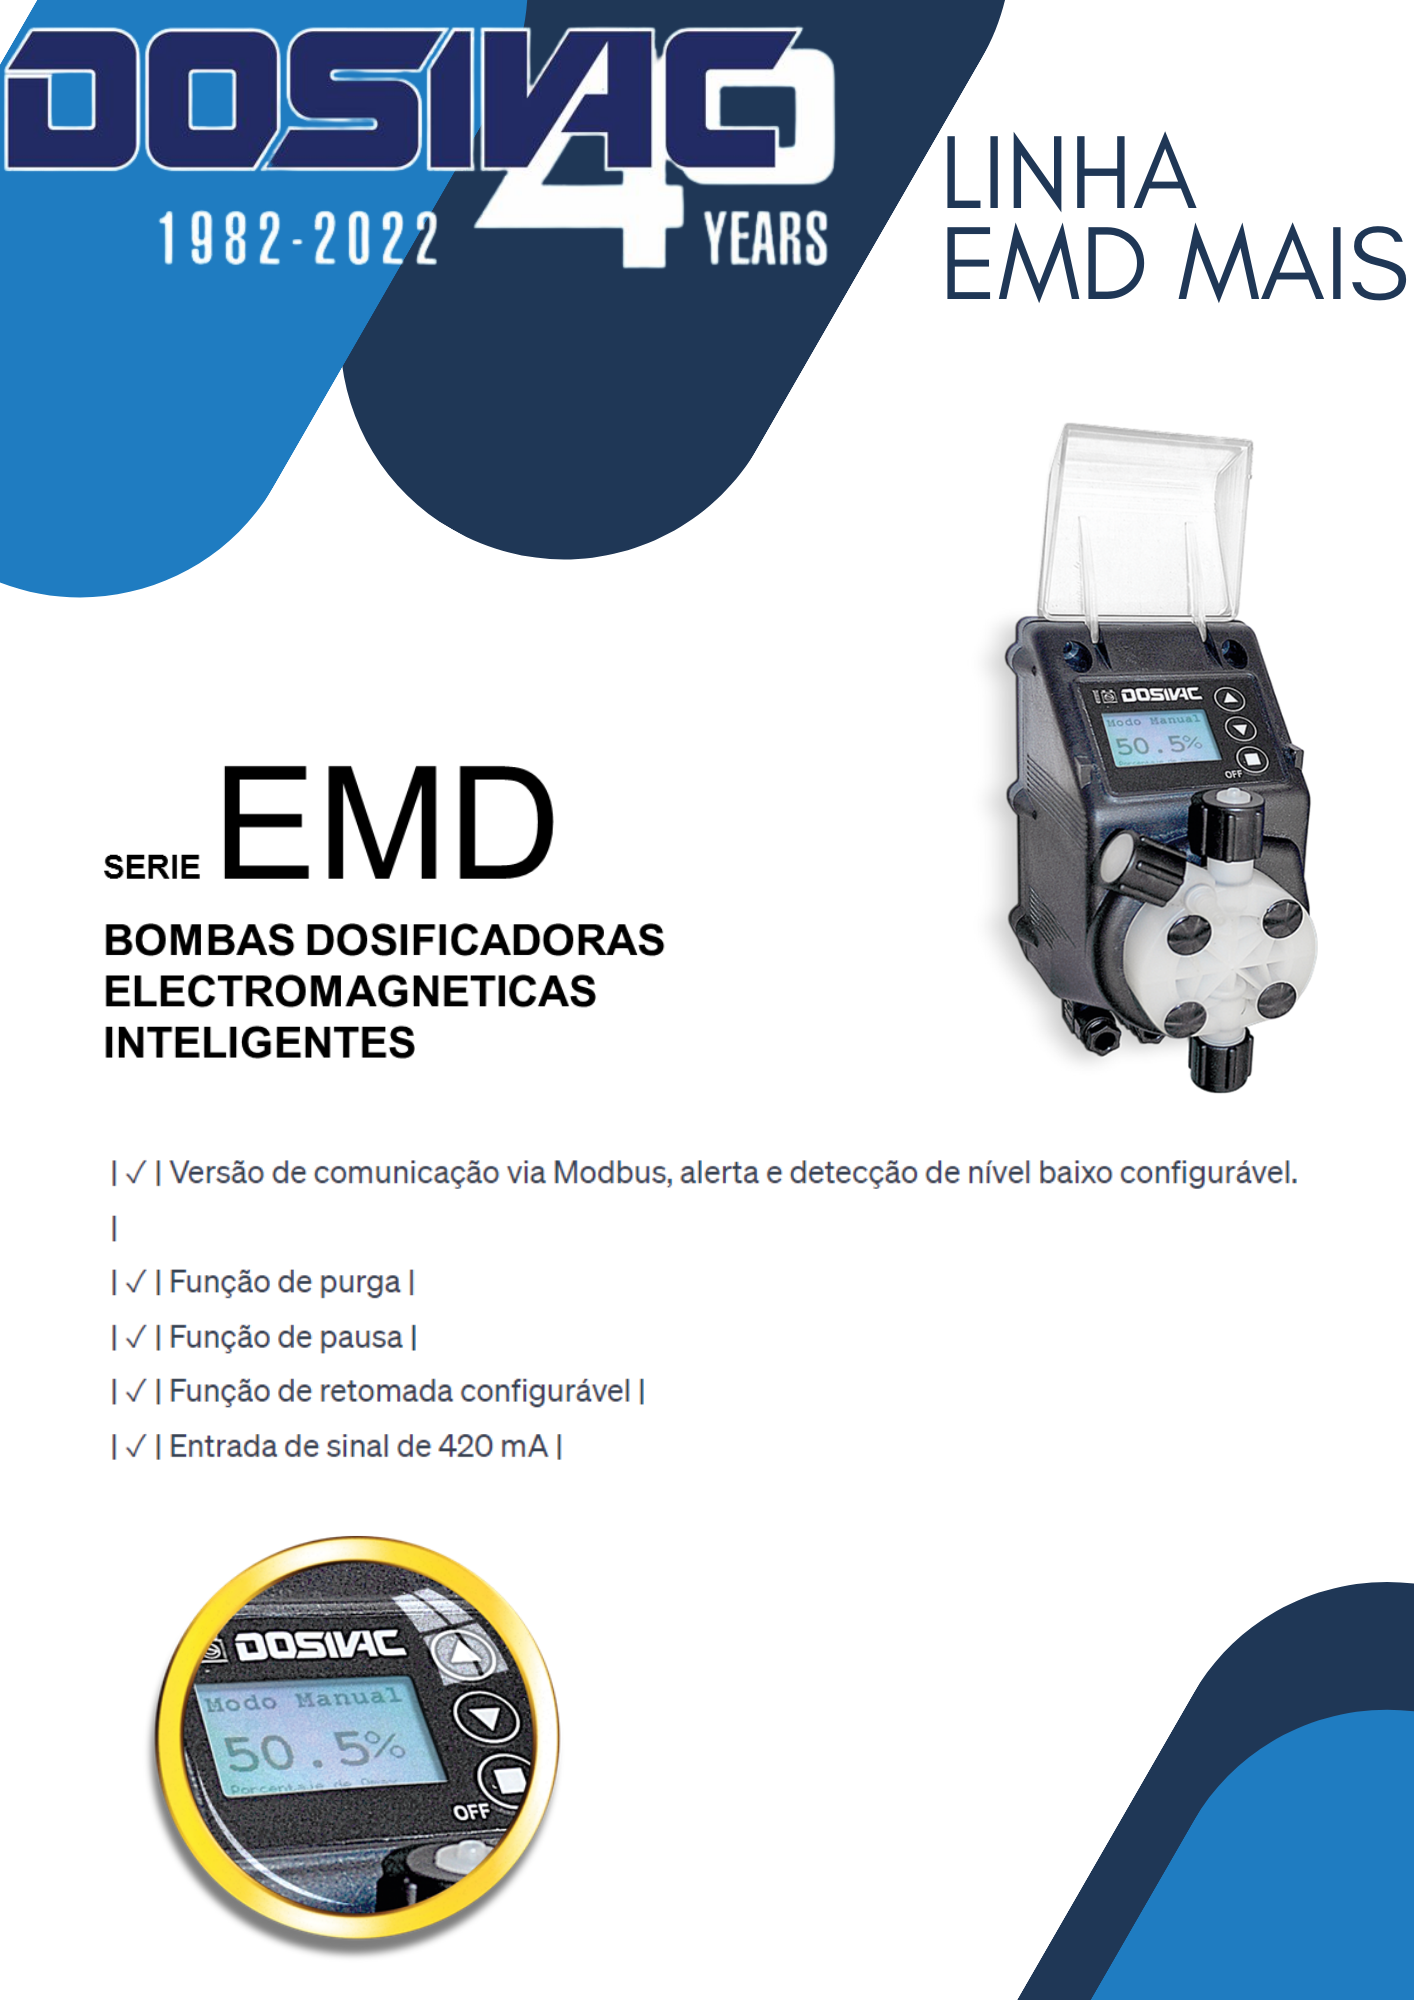 DOSIVAC 40
1982-2022 YEARS
LINHA
EMD MAIS
DOSIVAC
Modo Manual
50.5%
OFF
SERIE EMD
BOMBAS DOSIFICADORAS
ELECTROMAGNETICAS
INTELIGENTES
| ✓ | Versão de comunicação via Modbus, alerta e detecção de nível baixo configurável.
|
| ✓ | Função de purga |
| ✓ | Função de pausa |
| ✓ | Função de retomada configurável |
| ✓ | Entrada de sinal de 420 mA |
DOSIVAC
Modo Manual
50.5%
Porcentaje de
OFF